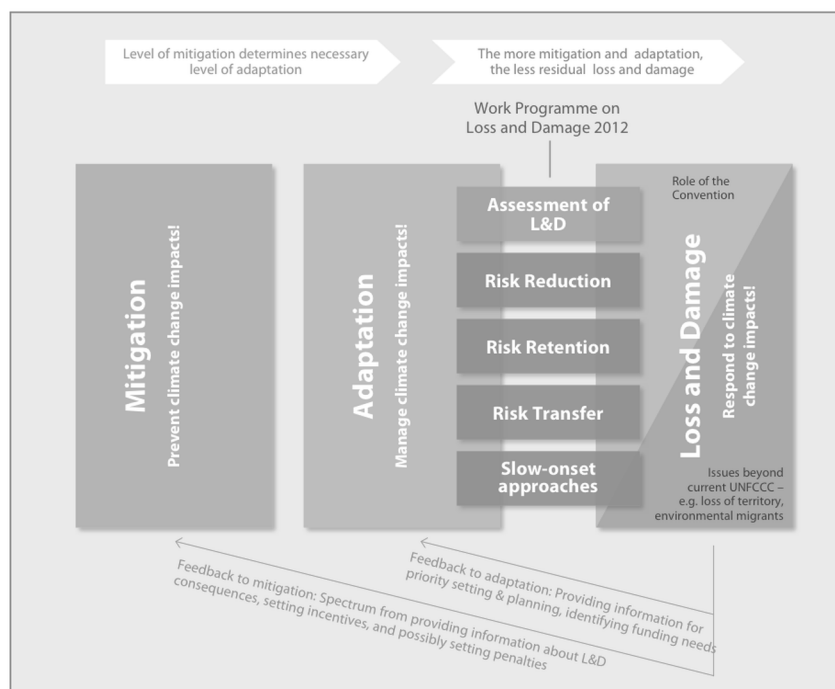 Level of mitigation determines necessary
level of adaptation
The more mitigation and adaptation,
the less residual loss and damage
Work Programme on
Loss and Damage 2012
Mitigation
Prevent climate change impacts!
Adaptation
Manage climate change impacts!
Assessment of
L&D
Risk Reduction
Risk Retention
Risk Transfer
Slow-onset
approaches
Role of the
Convention
Loss and Damage
Respond to climate
change impacts!
Issues beyond
current UNFCCC –
e.g. loss of territory,
environmental migrants
Feedback to adaptation: Providing information for
priority setting & planning, identifying funding needs
Feedback to mitigation: Spectrum from providing information about L&D
consequences, setting incentives, and possibly setting penalties